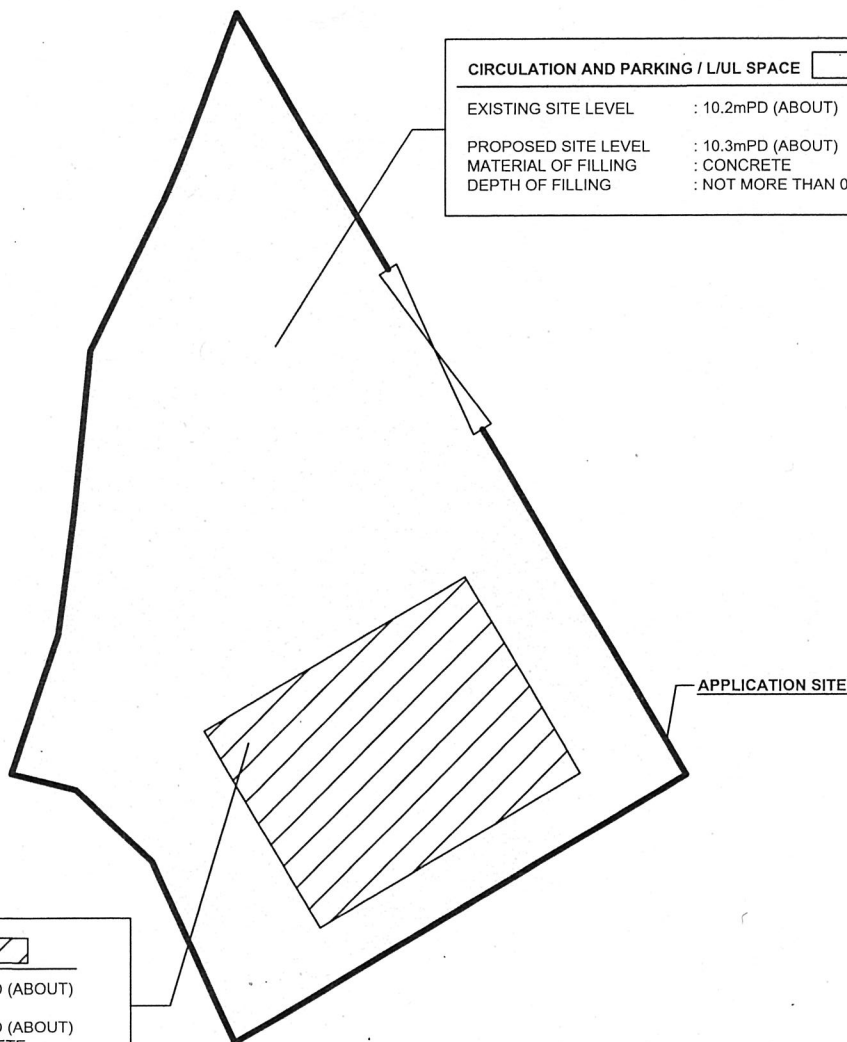 CIRCULATION AND PARKING / L/UL SPACE
EXISTING SITE LEVEL : 10.2mPD (ABOUT)
PROPOSED SITE LEVEL : 10.3mPD (ABOUT)
MATERIAL OF FILLING : CONCRETE
DEPTH OF FILLING : NOT MORE THAN 0
APPLICATION SITE
(ABOUT)
(ABOUT)